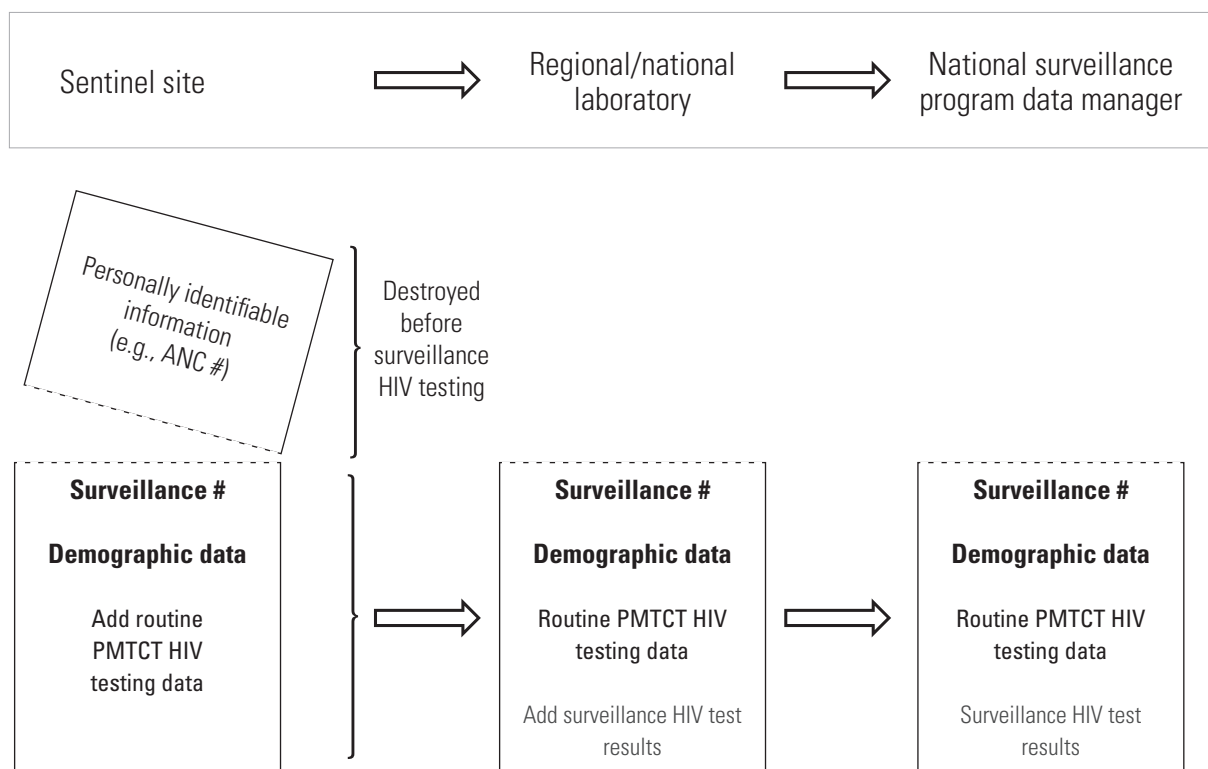 Sentinel site
Regional/national
laboratory
National surveillance
program data manager
Personally identifiable
information
(e.g., ANC #)
Destroyed
before
surveillance
HIV testing
Surveillance #
Demographic data
Add routine
PMTCT HIV
testing data
Surveillance #
Demographic data
Routine PMTCT HIV
testing data
Add surveillance HIV test
results
Surveillance #
Demographic data
Routine PMTCT HIV
testing data
Surveillance HIV test
results